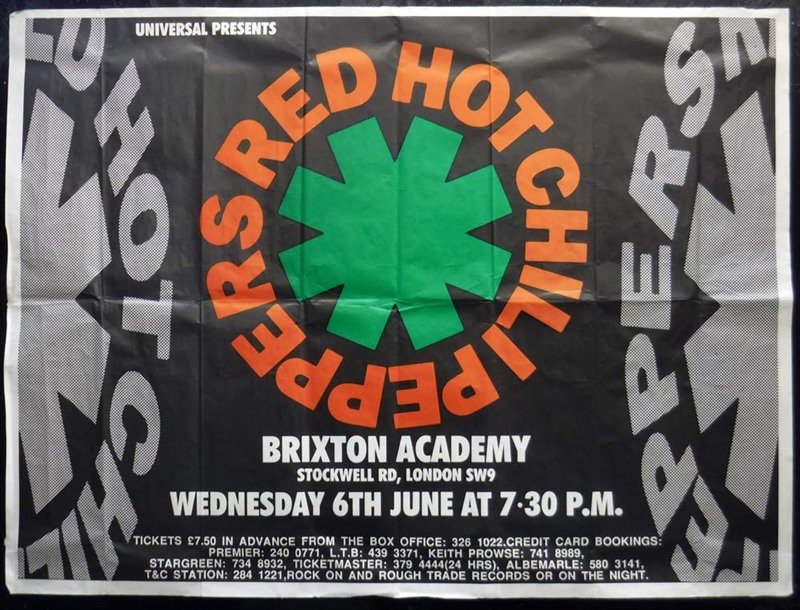 UNIVERSAL PRESENTS
RED HOT CHILI PEPPERS
HOT CHIL
PEPPERS
BRIXTON ACADEMY
STOCKWELL RD, LONDON SW9
WEDNESDAY 6TH JUNE AT 7·30 P.M.
TICKETS £7.50 IN ADVANCE FROM THE BOX OFFICE: 326 1022.CREDIT CARD BOOKINGS:
PREMIER: 240 0771, L.T.B: 439 3371, KEITH PROWSE: 741 8989,
STARGREEN: 734 8932, TICKETMASTER: 379 4444(24 HRS), ALBEMARLE: 580 3141,
T&C STATION: 284 1221,ROCK ON AND ROUGH TRADE RECORDS OR ON THE NIGHT.